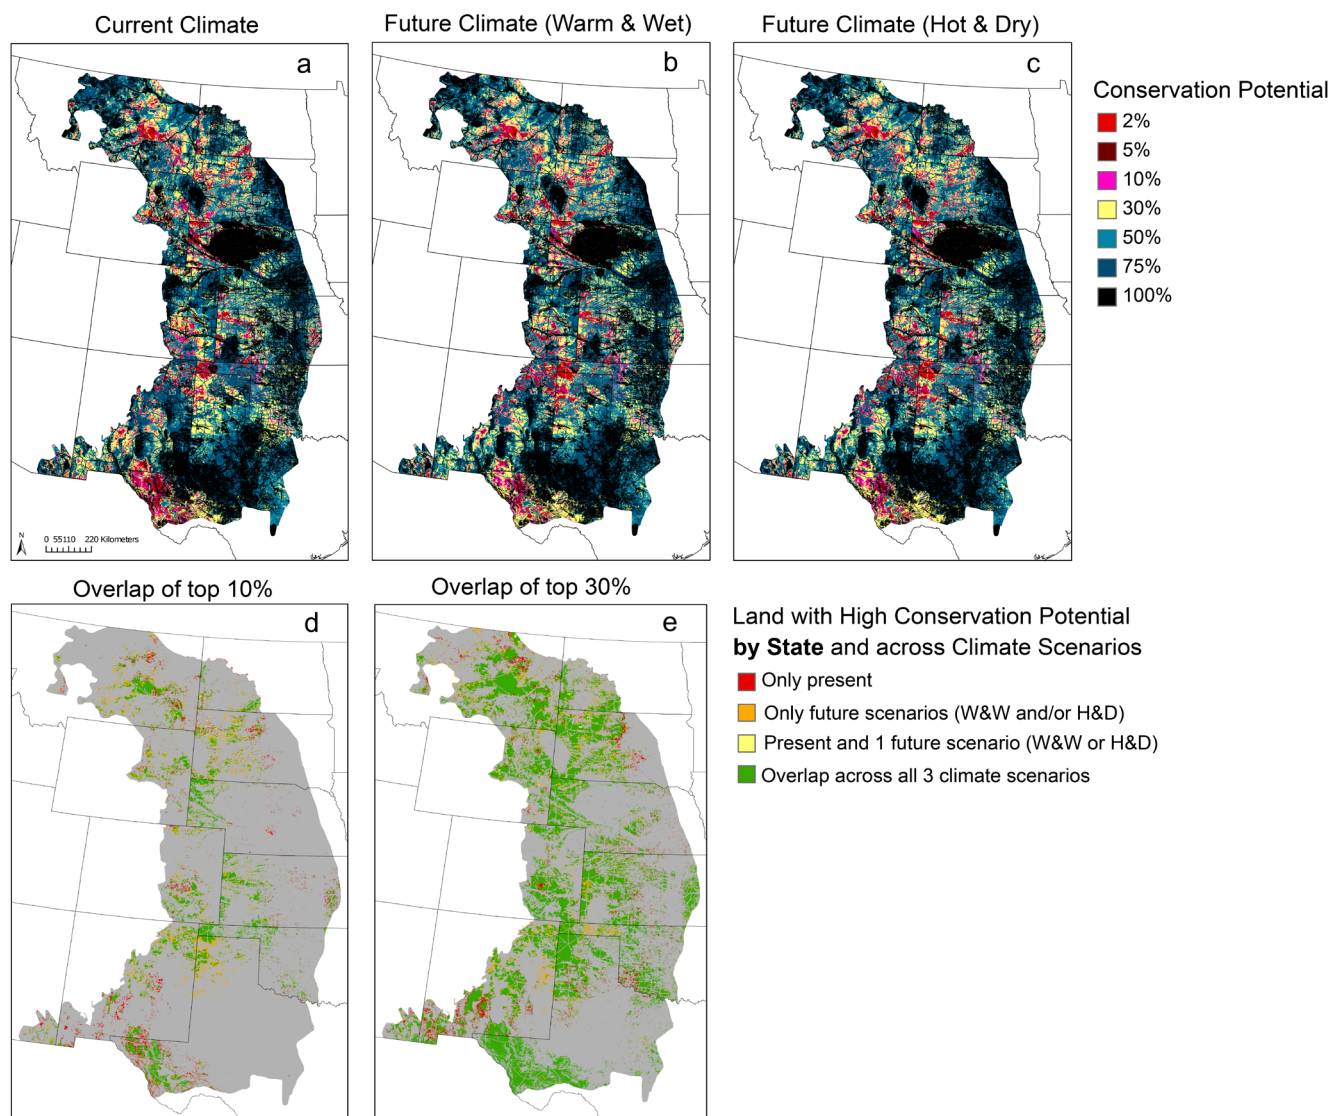 Current Climate
Future Climate (Warm & Wet)
Future Climate (Hot & Dry)
a
b
c
Conservation Potential
2%
5%
10%
30%
50%
75%
100%
N
0 55110 220 Kilometers
Overlap of top 10%
Overlap of top 30%
d
e
Land with High Conservation Potential
by State and across Climate Scenarios
Only present
Only future scenarios (W&W and/or H&D)
Present and 1 future scenario (W&W or H&D)
Overlap across all 3 climate scenarios